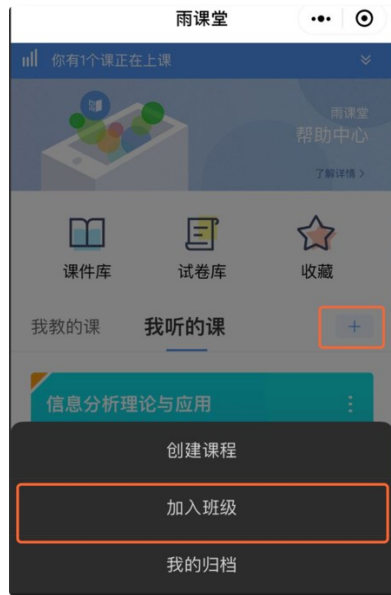 雨课堂
你有1个课正在上课
雨课堂
帮助中心
了解详情 >
课件库
试卷库
收藏
我教的课
我听的课
+
信息分析理论与应用
创建课程
加入班级
我的归档